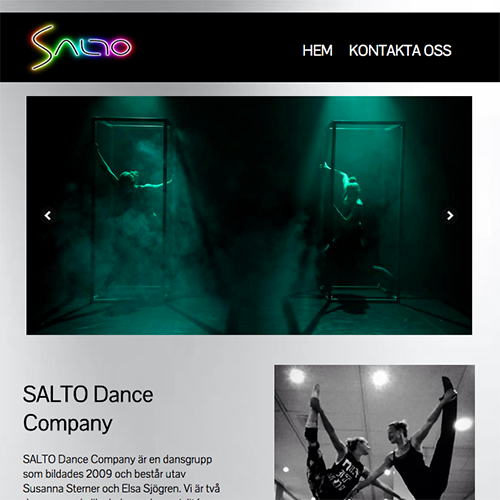 SALTO
HEM KONTAKTA OSS
SALTO Dance
Company
SALTO Dance Company är en dansgrupp
som bildades 2009 och består utav
Susanna Sterner och Elsa Sjögren. Vi är två